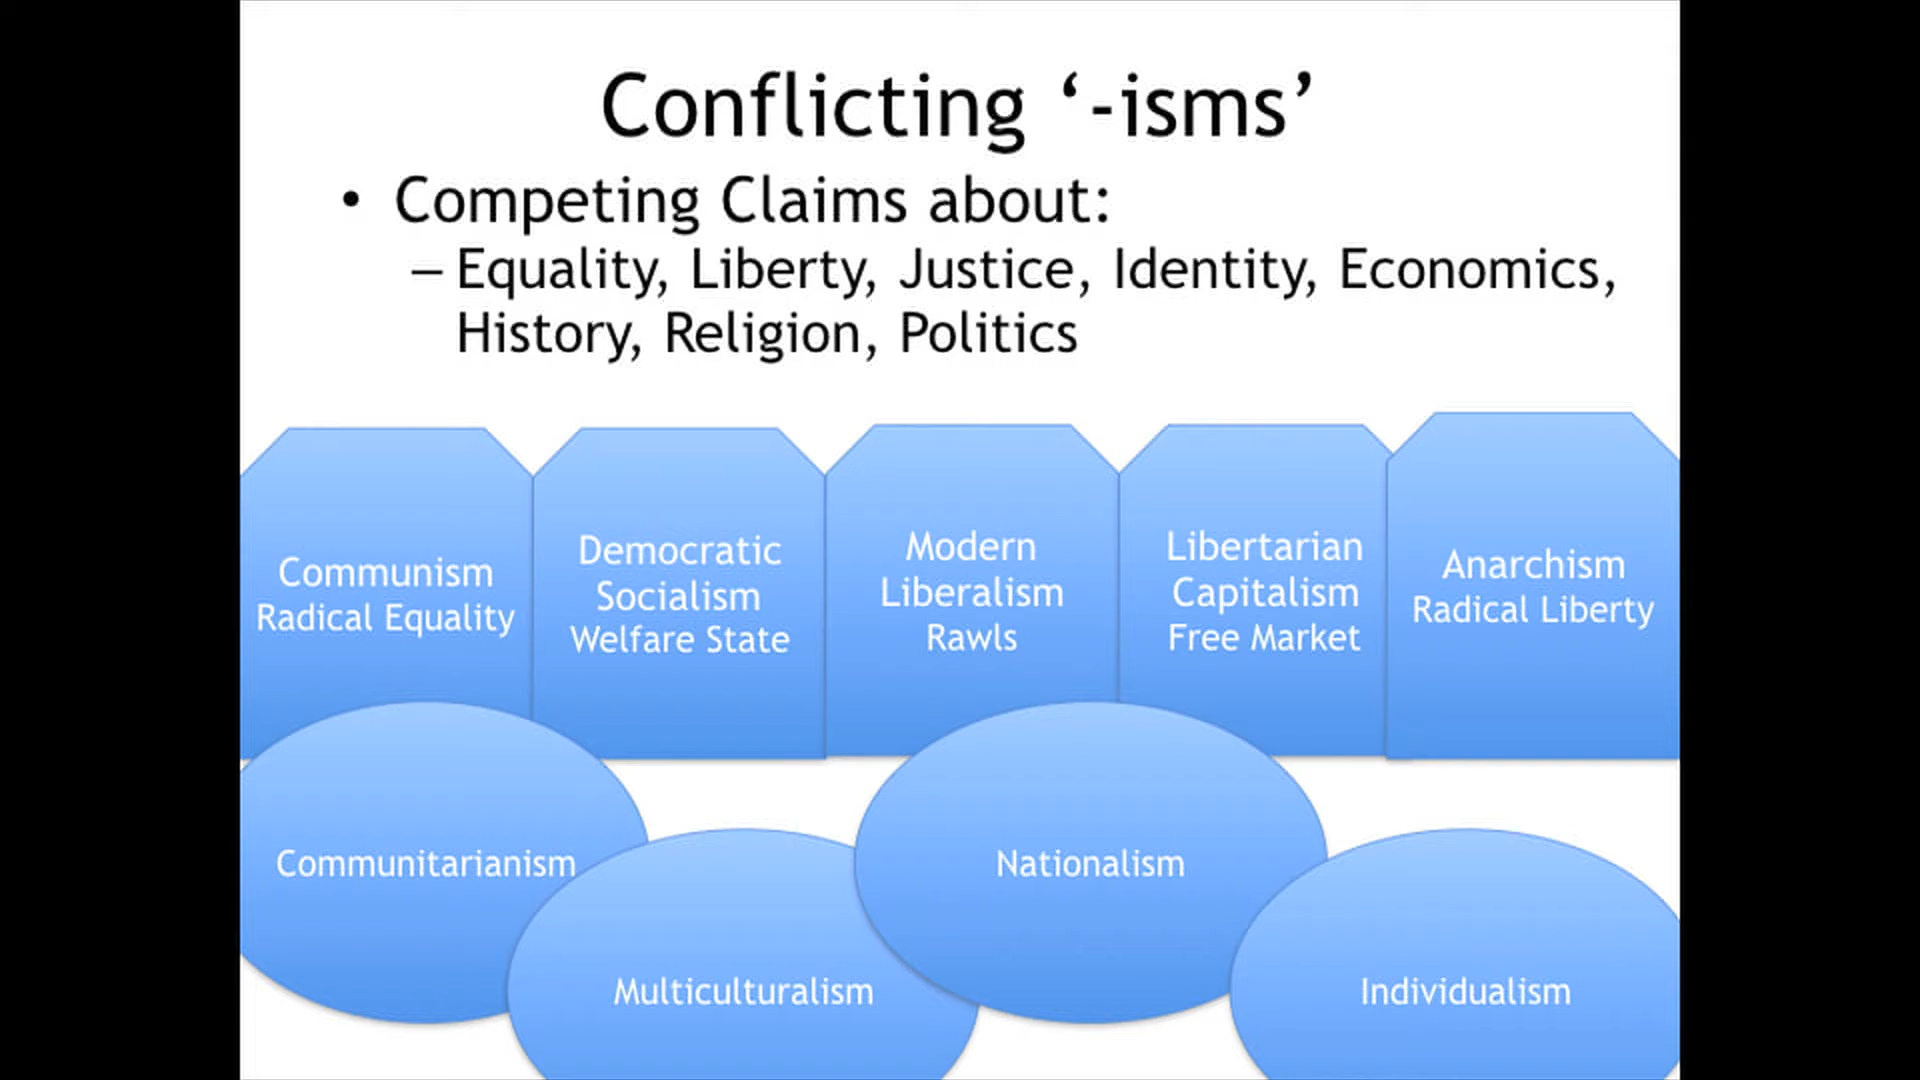 Conflicting ‘-isms’
• Competing Claims about:
– Equality, Liberty, Justice, Identity, Economics,
History, Religion, Politics
Communism
Radical Equality
Democratic
Socialism
Welfare State
Modern
Liberalism
Rawls
Libertarian
Capitalism
Free Market
Anarchism
Radical Liberty
Communitarianism
Multiculturalism
Nationalism
Individualism